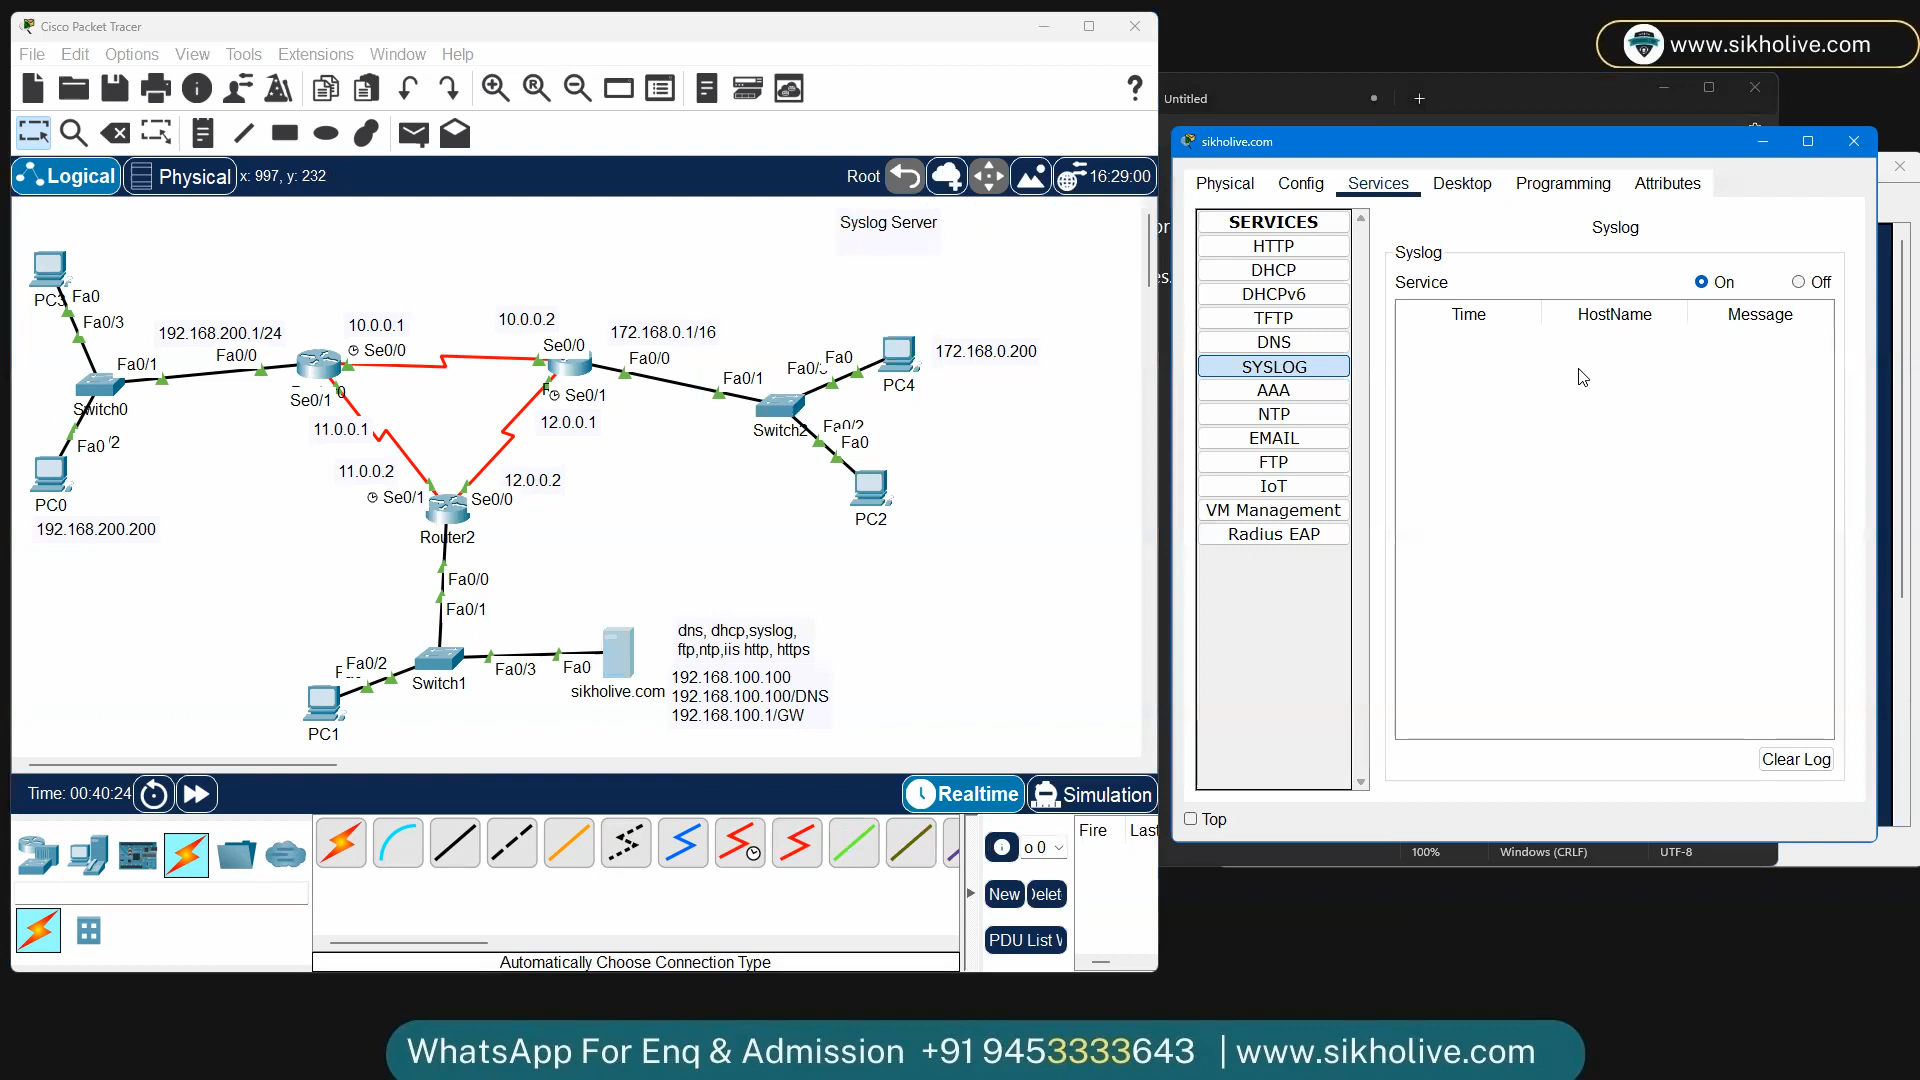 Cisco Packet Tracer
File Edit Options View Tools Extensions Window Help
Logical Physical x: 997, y: 232 Root 16:29:00
Syslog Server
PC3 Fa0
Fa0/3
192.168.200.1/24
Fa0/1 Fa0/0
10.0.0.1
Se0/0
Se0/1 0
Switch0
Fa0 /2
PC0
192.168.200.200
10.0.0.2
Se0/0
172.168.0.1/16
Fa0/0
Se0/1
12.0.0.1
11.0.0.1
11.0.0.2
Se0/1
12.0.0.2
Se0/0
Router2
Fa0/1
Switch2
Fa0/ Fa0
172.168.0.200
PC4
Fa0/2
Fa0
PC2
Fa0/0
Fa0/1
Fa0/2
Switch1
PC1
Fa0/3 Fa0
sikholive.com
dns, dhcp,syslog,
ftp,ntp,iis http, https
192.168.100.100
192.168.100.100/DNS
192.168.100.1/GW
Time: 00:40:24 Realtime Simulation
Automatically Choose Connection Type
0
New Delet
PDU List
Fire Las
www.sikholive.com
Untitled
sikholive.com
Physical Config Services Desktop Programming Attributes
SERVICES
HTTP
DHCP
DHCPv6
TFTP
DNS
SYSLOG
AAA
NTP
EMAIL
FTP
IoT
VM Management
Radius EAP
Syslog
Syslog
Service On Off
Time HostName Message
Clear Log
Top
100% Windows (CRLF) UTF-8
WhatsApp For Enq & Admission +91 9453333643 | www.sikholive.com